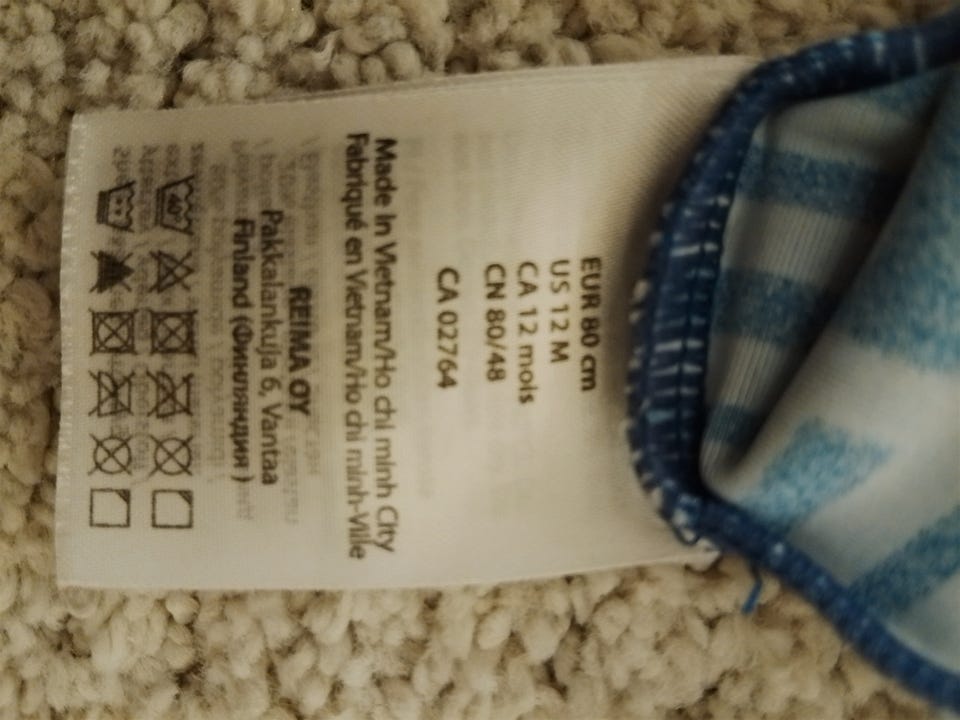 EUR 80 cm
US 12 M
CA 12 mois
CN 80/48
CA 02764
Made In Vietnam/Ho chi minh City
Fabriqué en Vietnam/Ho chi minh-Ville
REIMA OY
Pakkalankuja 6, Vantaa
Finland (Финляндия )
40°